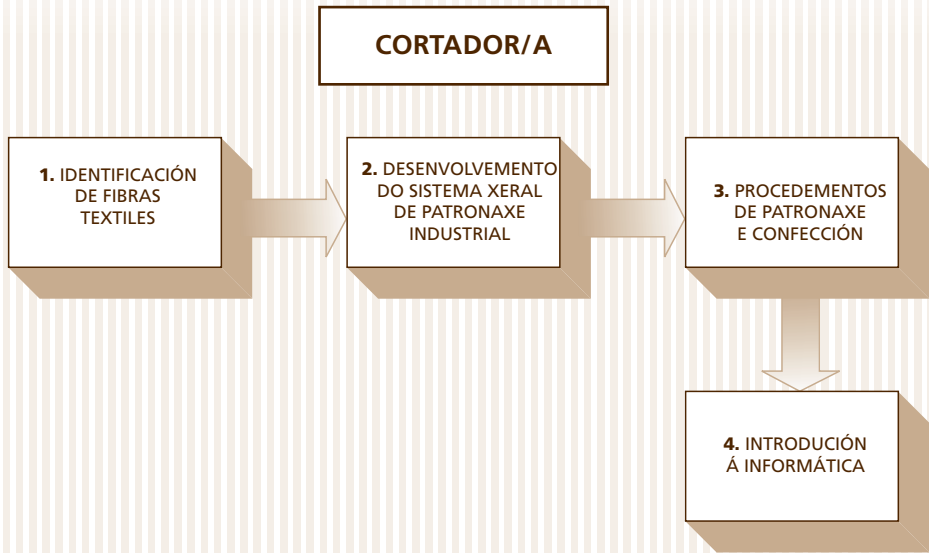 CORTADOR/A
1. IDENTIFICACIÓN
DE FIBRAS
TEXTILES
2. DESENVOLVEMENTO
DO SISTEMA XERAL
DE PATRONAXE
INDUSTRIAL
3. PROCEDEMENTOS
DE PATRONAXE
E CONFECCIÓN
4. INTRODUCIÓN
Á INFORMÁTICA